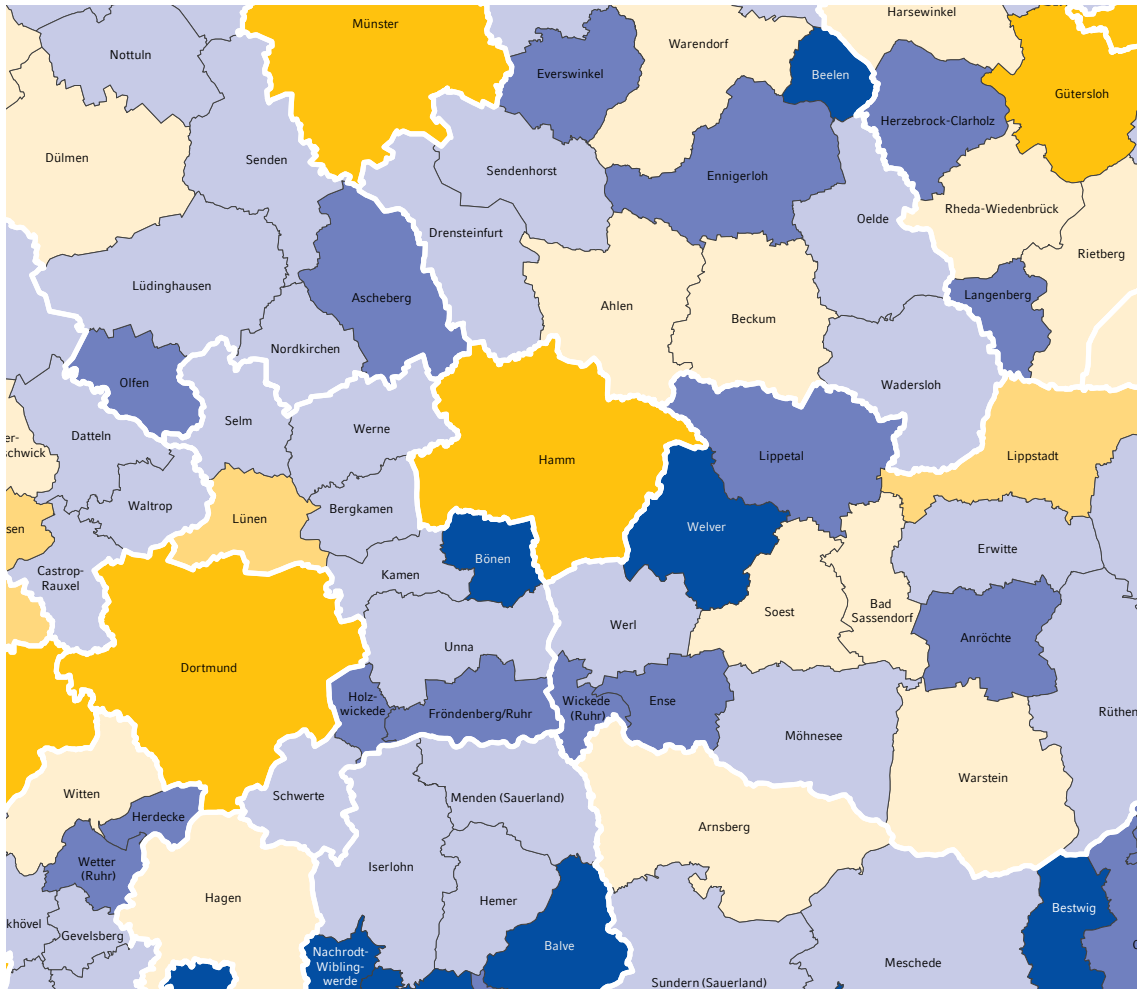 Münster
Harsewinkel
Nottuln
Warendorf
Everswinkel
Beelen
Gütersloh
Herzebrock-Clarholz
Dülmen
Senden
Sendenhorst
Ennigerloh
Oelde
Rheda-Wiedenbrück
Drensteinfurt
Rietberg
Lüdinghausen
Ascheberg
Langenberg
Ahlen
Beckum
Nordkirchen
Olfen
Wadersloh
Selm
Werne
Datteln
er-
schwick
Hamm
Lippetal
Lippstadt
Waltrop
Bergkamen
Lünen
sen
Welver
Erwitte
Bönen
Castrop-
Rauxel
Kamen
Soest
Bad
Sassendorf
Werl
Anröchte
Unna
Dortmund
Holz-
wickede
Fröndenberg/Ruhr
Wickede
(Ruhr)
Ense
Rüthen
Möhnesee
Warstein
Witten
Schwerte
Menden (Sauerland)
Herdecke
Arnsberg
Wetter
(Ruhr)
Iserlohn
Hagen
Hemer
Bestwig
khövel
Gevelsberg
Balve
Nachrodt-
Wibling-
werde
Meschede
Sundern (Sauerland)